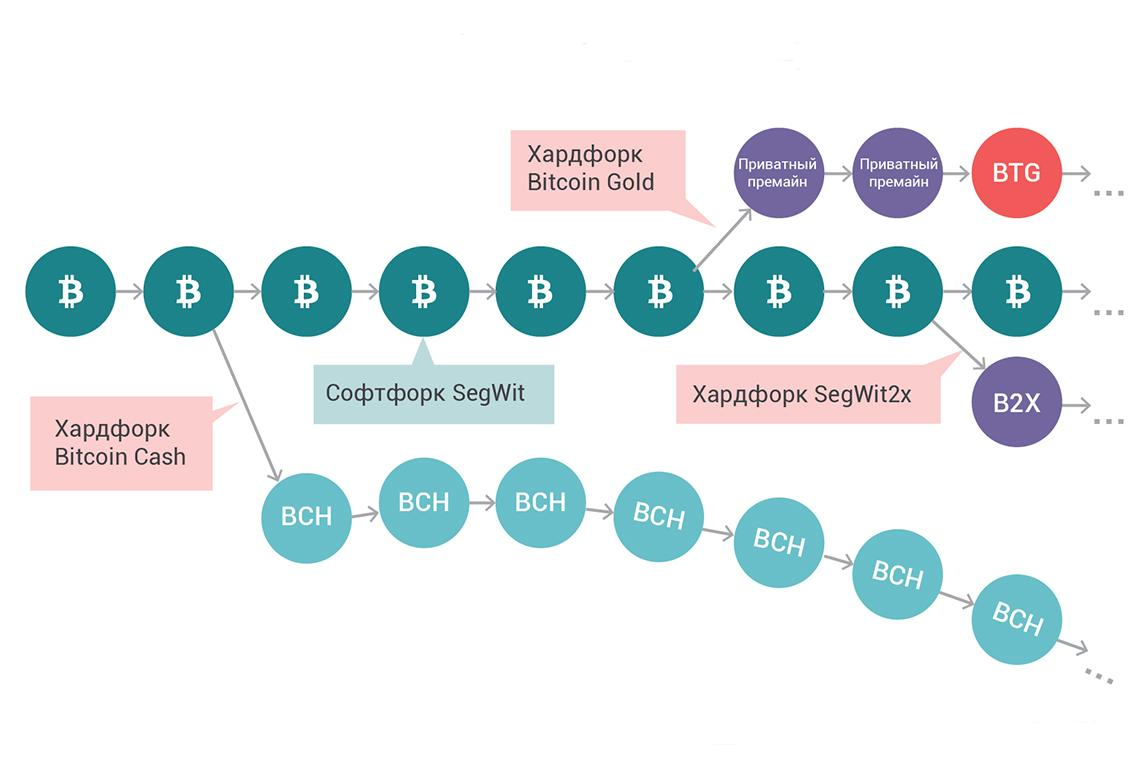 Хардфорк
Bitcoin Gold
Приватный
премайн
Приватный
премайн
BTG
...
₿
₿
₿
₿
₿
₿
₿
₿
₿
...
Софтфорк SegWit
Хардфорк SegWit2x
B2X
...
Хардфорк
Bitcoin Cash
BCH
BCH
BCH
BCH
BCH
BCH
BCH
...